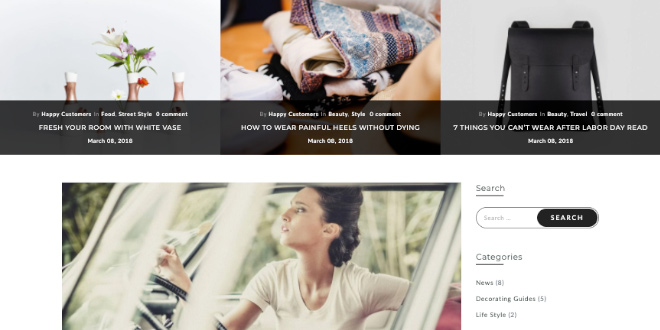 By Happy Customers In Food, Street Style 0 comment
FRESH YOUR ROOM WITH WHITE VASE
March 08, 2018
By Happy Customers In Beauty, Style 0 comment
HOW TO WEAR PAINFUL HEELS WITHOUT DYING
March 08, 2018
By Happy Customers In Beauty, Travel 0 comment
7 THINGS YOU CAN'T WEAR AFTER LABOR DAY READ
March 08, 2018
Search
Search ...
SEARCH
Categories
News (8)
Decorating Guides (5)
Life Style (2)